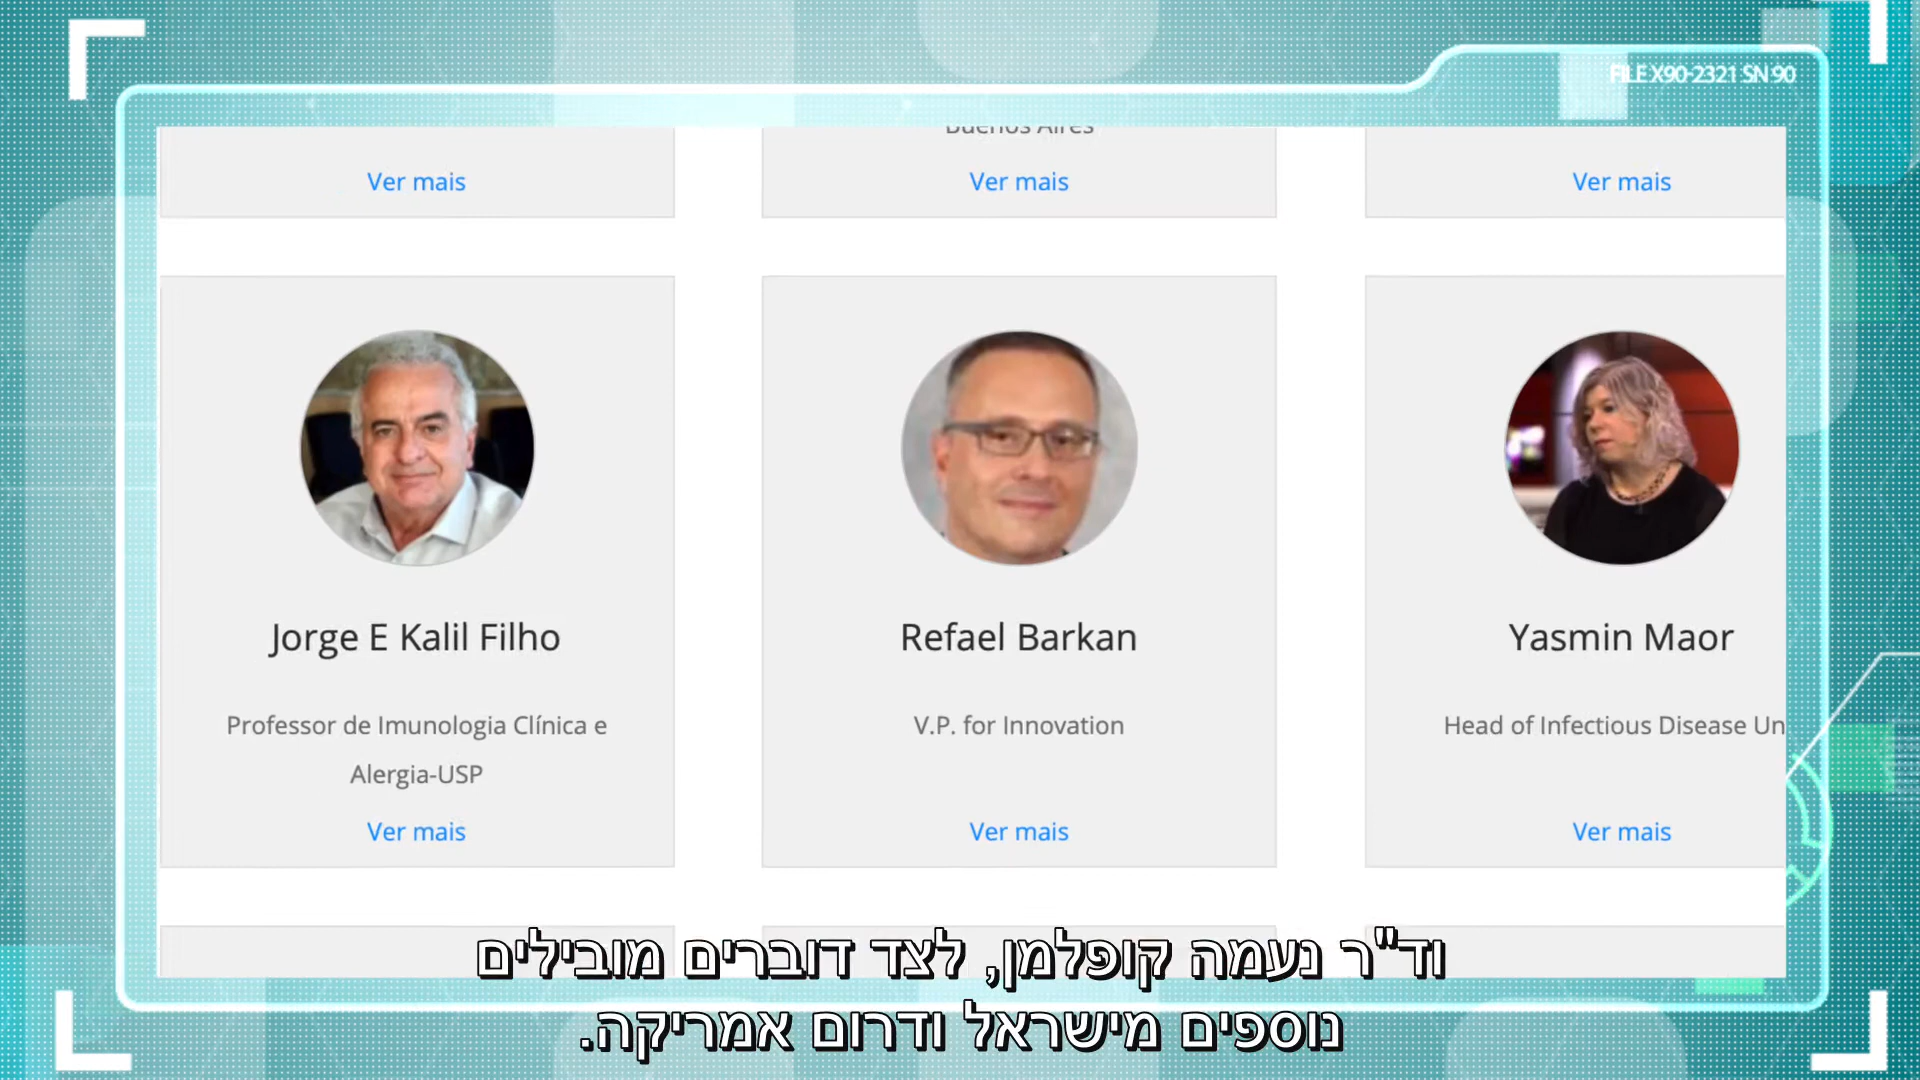 FILE X90-2321 SN 90
Buenos Aires
Ver mais
Ver mais
Ver mais
Jorge E Kalil Filho
Professor de Imunologia Clínica e
Alergia-USP
Ver mais
Refael Barkan
V.P. for Innovation
Ver mais
Yasmin Maor
Head of Infectious Disease Un
Ver mais
וד"ר נעמה קופלמן, לצד דוברים מובילים
נוספים מישראל ודרום אמריקה.